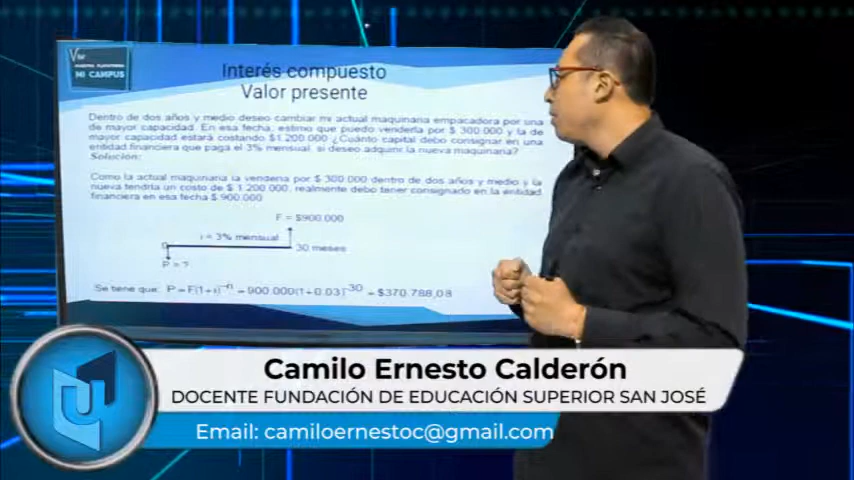 MI CAMPUS
Interés compuesto
Valor presente
Dentro de dos años y medio deseo cambiar mi actual maquinaria empacadora por una
de mayor capacidad. En esa fecha, estimo que puedo venderla por $ 300.000 y la de
mayor capacidad estará costando $1.200.000 ¿Cuánto capital debo consignar en una
entidad financiera que paga el 3% mensual, si deseo adquirir la nueva maquinaria?
Solución:
Como la actual maquinaria la vendería por $ 300.000 dentro de dos años y medio y la
nueva tendría un costo de $ 1.200.000, realmente debo tener consignado en la entidad
financiera en esa fecha $ 900.000
F = $900.000
i = 3% mensual
0
30 meses
P = ?
Se tiene que: P = F(1+i)^-n = 900.000(1+0.03)^-30 = $370.788,08
Camilo Ernesto Calderón
DOCENTE FUNDACIÓN DE EDUCACIÓN SUPERIOR SAN JOSÉ
Email: camiloernestoc@gmail.com